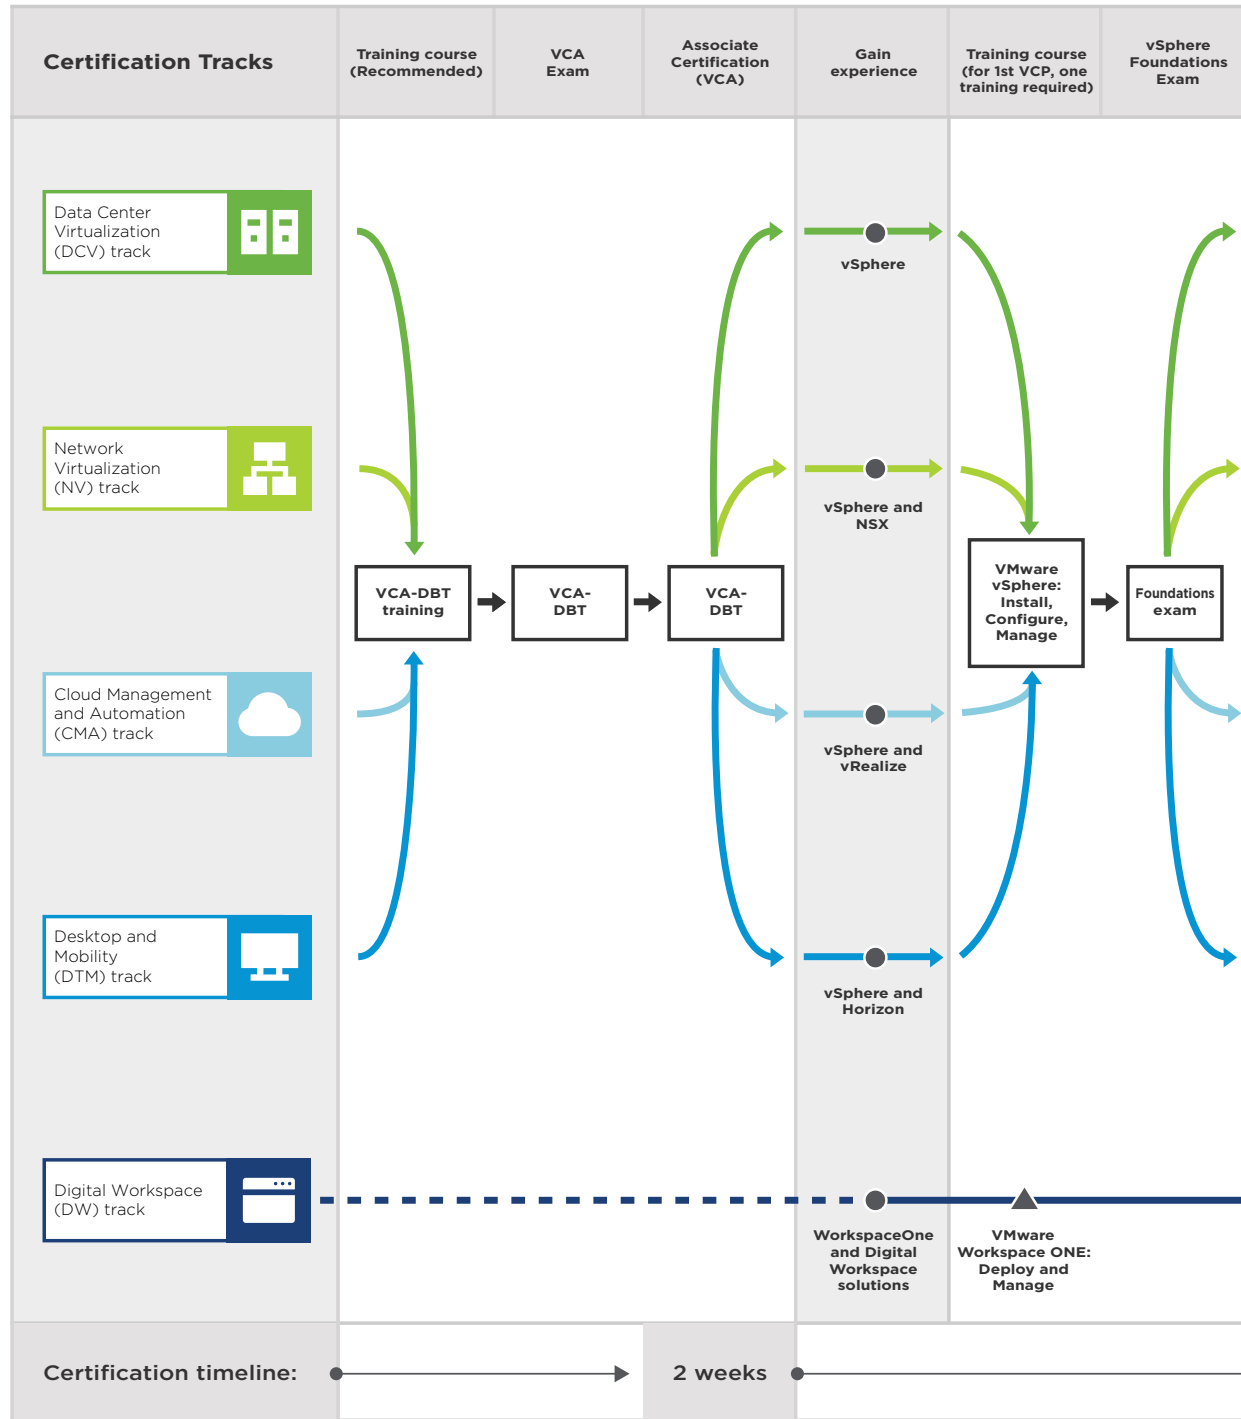 Certification Tracks
Training course
(Recommended)
VCA
Exam
Associate
Certification
(VCA)
Gain
experience
Training course
(for 1st VCP, one
training required)
vSphere
Foundations
Exam
Data Center
Virtualization
(DCV) track
vSphere
Network
Virtualization
(NV) track
vSphere and
NSX
VCA-DBT
training
VCA-
DBT
VCA-
DBT
VMware
vSphere:
Install,
Configure,
Manage
Foundations
exam
Cloud Management
and Automation
(CMA) track
vSphere and
vRealize
Desktop and
Mobility
(DTM) track
vSphere and
Horizon
Digital Workspace
(DW) track
WorkspaceOne
and Digital
Workspace
solutions
VMware
Workspace ONE:
Deploy and
Manage
Certification timeline:
2 weeks